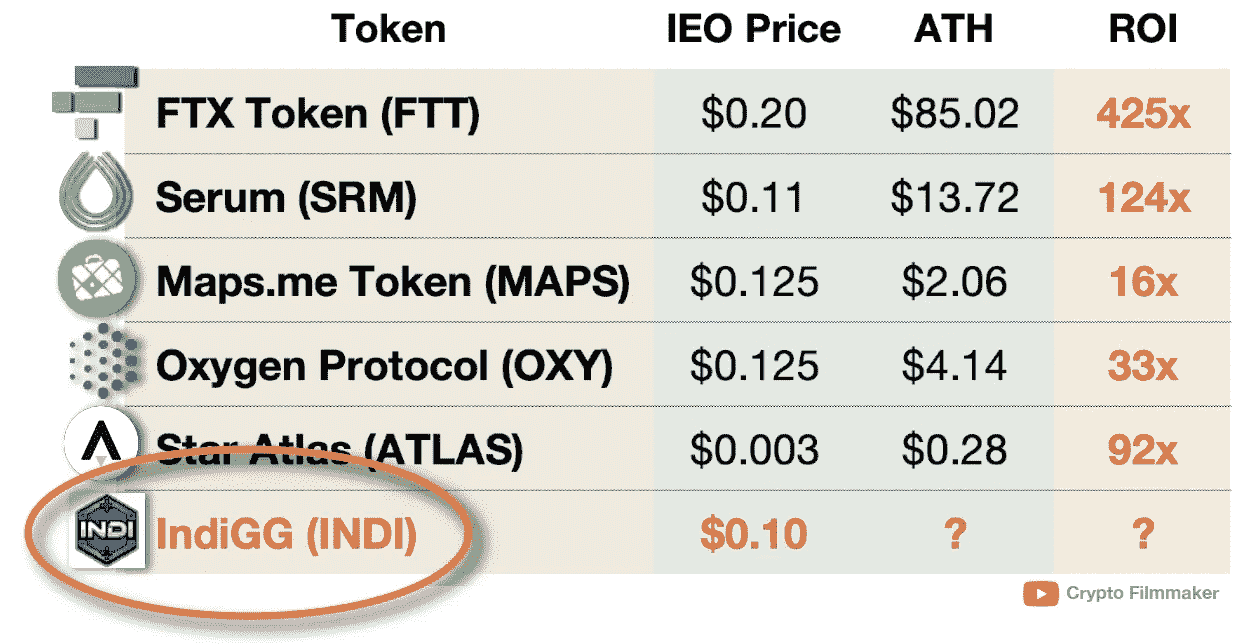 Token IEO Price ATH ROI
FTX Token (FTT) $0.20 $85.02 425x
Serum (SRM) $0.11 $13.72 124x
Maps.me Token (MAPS) $0.125 $2.06 16x
Oxygen Protocol (OXY) $0.125 $4.14 33x
Star Atlas (ATLAS) $0.003 $0.28 92x
INDI IndiGG (INDI) $0.10 ? ?
Crypto Filmmaker